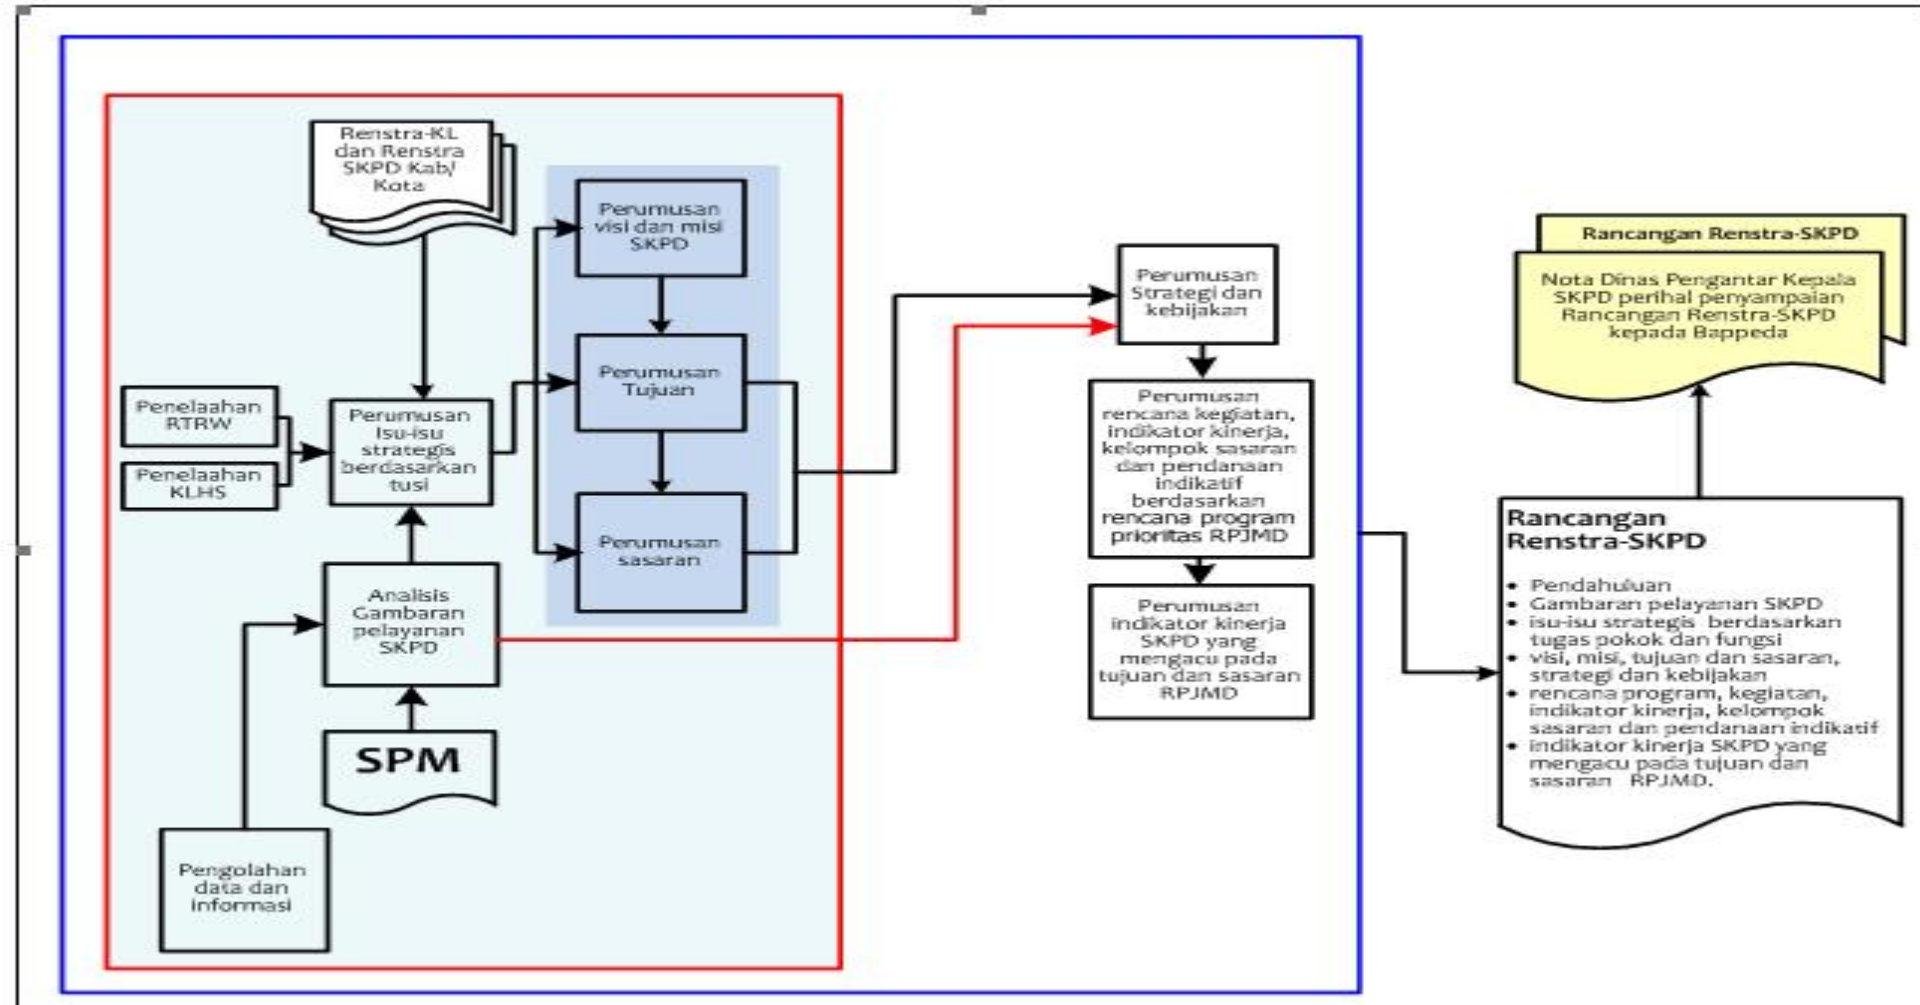 Renstra-KL
dan Renstra
SKPD Kab/
Kota
Perumusan
visi dan misi
SKPD
Perumusan
Tujuan
Perumusan
sasaran
Penelaahan
RTRW
Penelaahan
KLHS
Perumusan
Isu-isu
strategis
berdasarkan
tusi
Analisis
Gambaran
pelayanan
SKPD
SPM
Pengolahan
data dan
informasi
Perumusan
Strategi dan
kebijakan
Perumusan
rencana kegiatan,
indikator kinerja,
kelompok sasaran
dan pendanaan
indikatif
berdasarkan
rencana program
prioritas RPJMD
Perumusan
indikator kinerja
SKPD yang
mengacu pada
tujuan dan sasaran
RPJMD
Rancangan Renstra-SKPD
Nota Dinas Pengantar Kepala
SKPD perihal penyampaian
Rancangan Renstra-SKPD
kepada Bappeda
Rancangan
Renstra-SKPD
• Pendahuluan
• Gambaran pelayanan SKPD
• isu-isu strategis berdasarkan
tugas pokok dan fungsi
• visi, misi, tujuan dan sasaran,
strategi dan kebijakan
• rencana program, kegiatan,
indikator kinerja, kelompok
sasaran dan pendanaan indikatif
• indikator kinerja SKPD yang
mengacu pada tujuan dan
sasaran RPJMD.